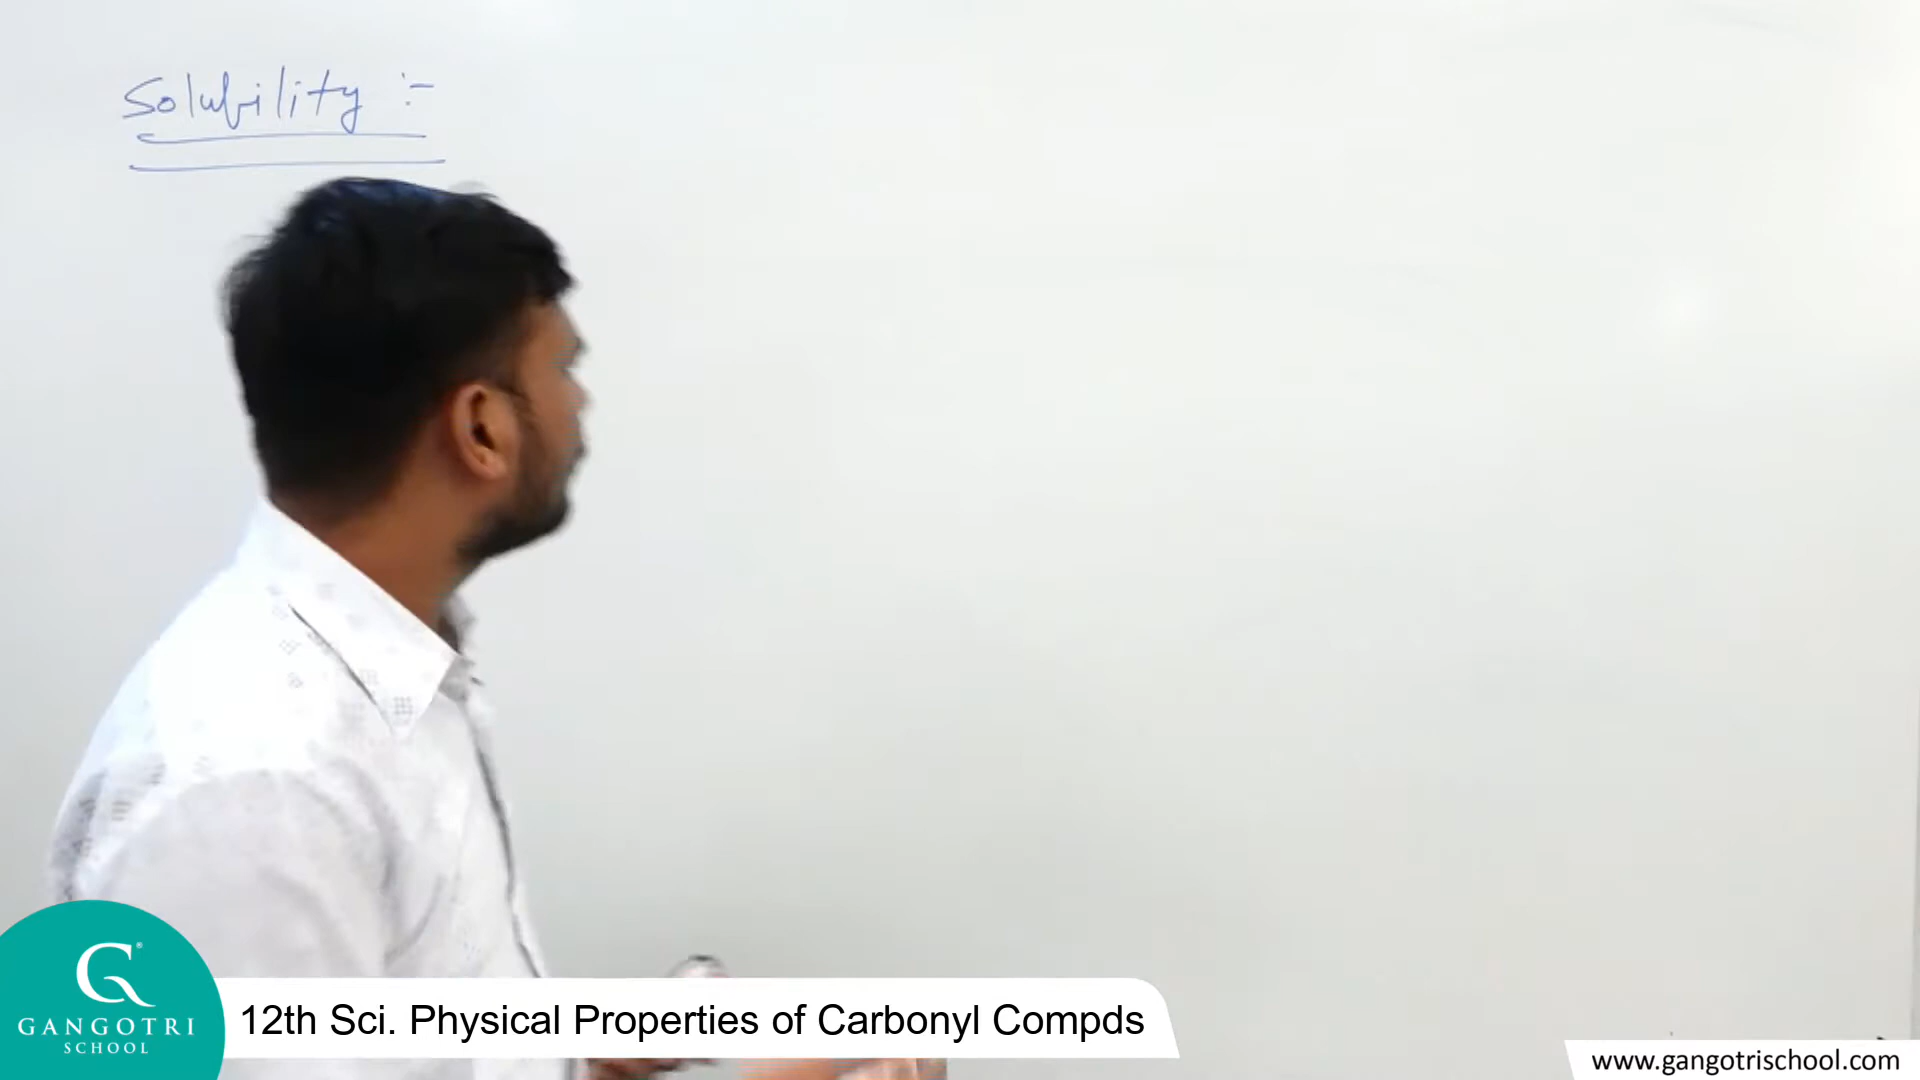 Solubility :-
G
GANGOTRI
SCHOOL
12th Sci. Physical Properties of Carbonyl Compds
www.gangotrischool.com